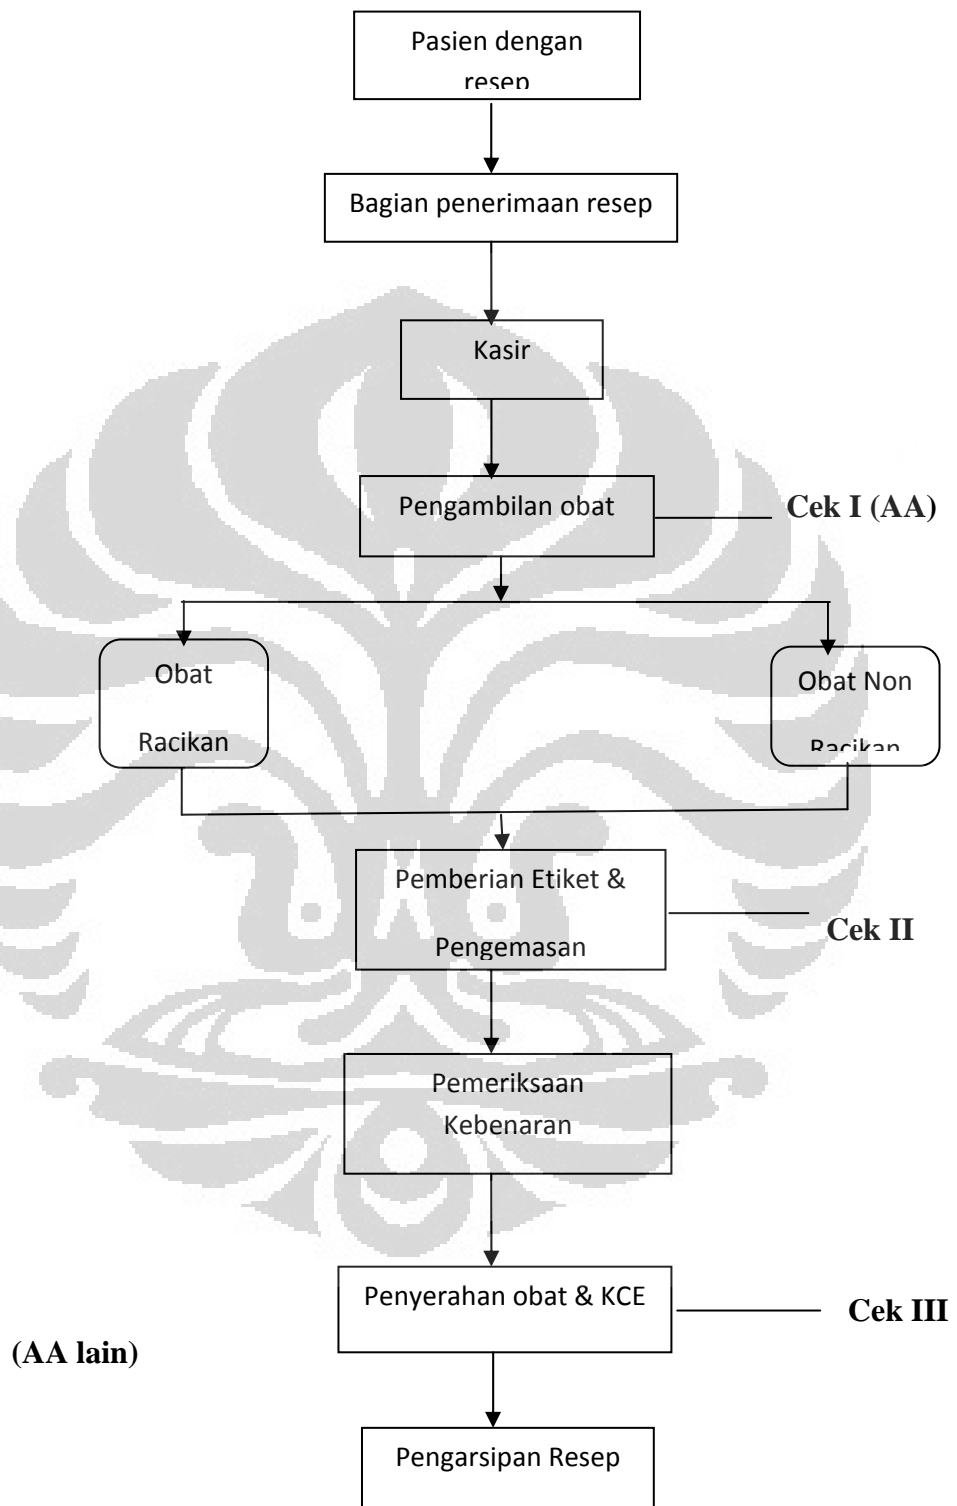 Pasien dengan
resep
Bagian penerimaan resep
Kasir
Pengambilan obat
Cek I (AA)
Obat
Racikan
Obat Non
Racikan
Pemberian Etiket &
Pengemasan
Cek II
Pemeriksaan
Kebenaran
Penyerahan obat & KCE
Cek III
(AA lain)
Pengarsipan Resep